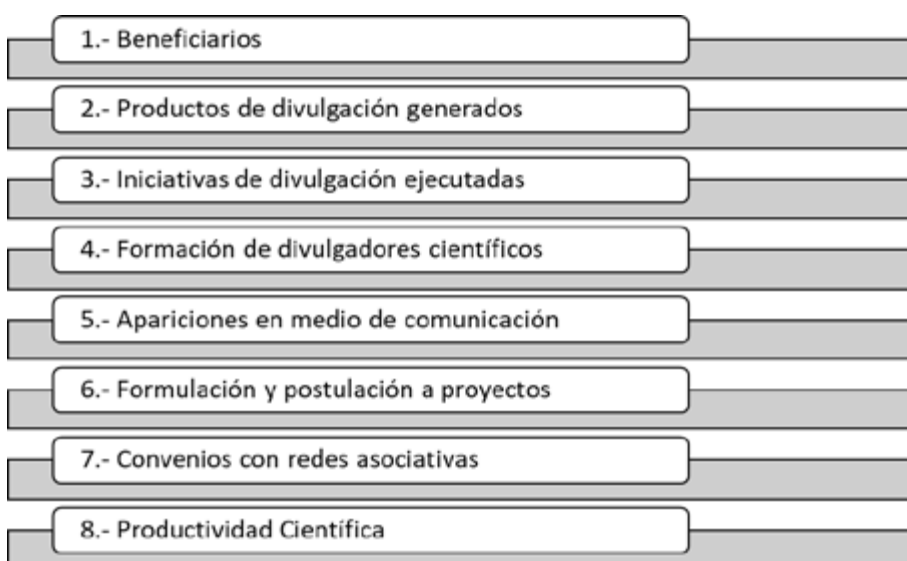 1.- Beneficiarios
2.- Productos de divulgación generados
3.- Iniciativas de divulgación ejecutadas
4.- Formación de divulgadores científicos
5.- Apariciones en medio de comunicación
6.- Formulación y postulación a proyectos
7.- Convenios con redes asociativas
8.- Productividad Científica